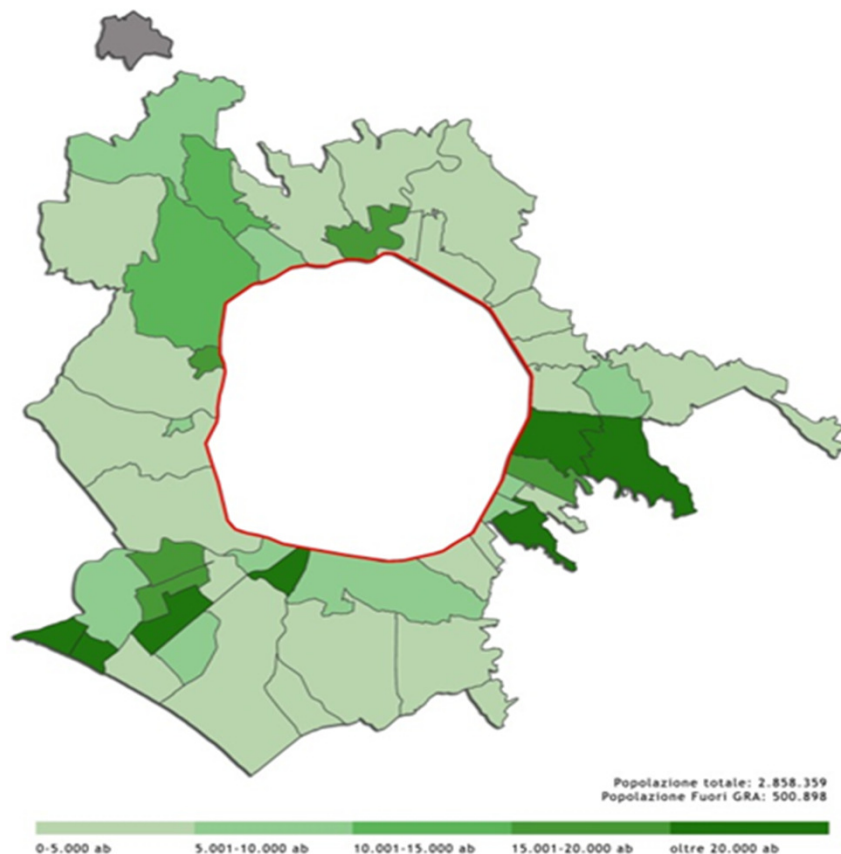 Popolazione totale: 2.858.359
Popolazione Fuori GRA: 500.898
0-5.000 ab 5.001-10.000 ab 10.001-15.000 ab 15.001-20.000 ab oltre 20.000 ab